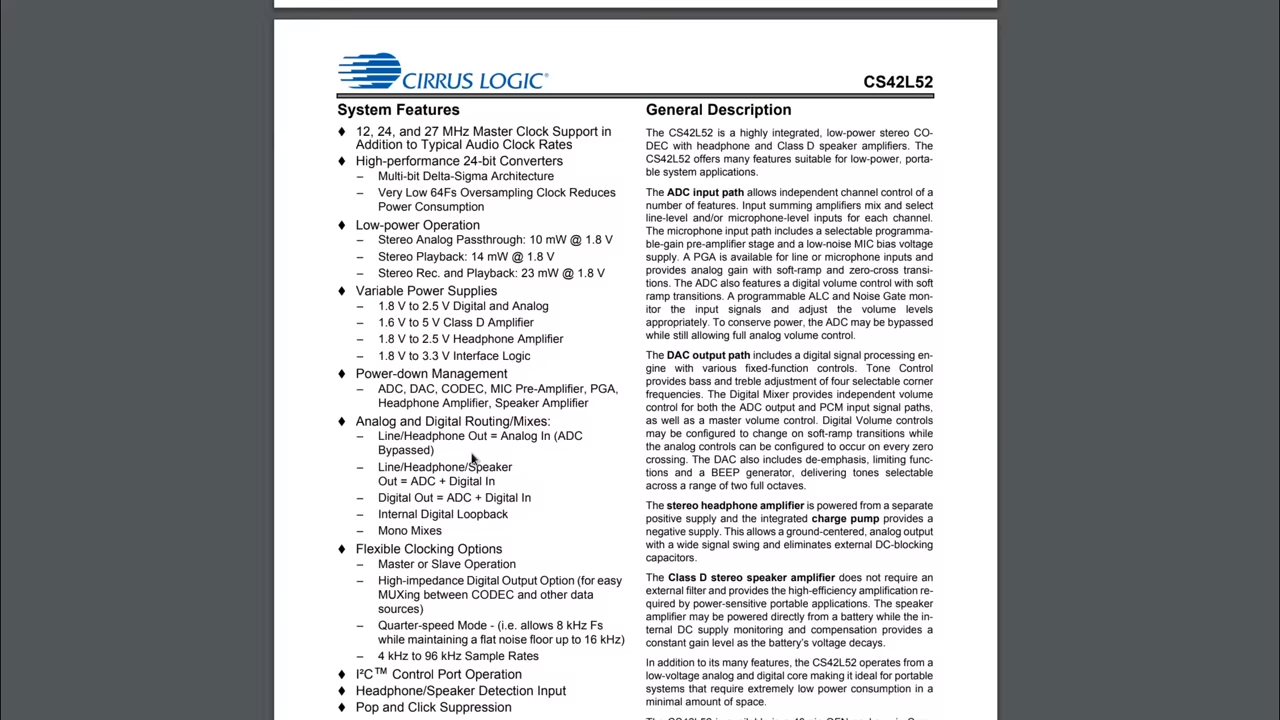 CIRRUS LOGIC®
CS42L52
System Features
♦ 12, 24, and 27 MHz Master Clock Support in
Addition to Typical Audio Clock Rates
♦ High-performance 24-bit Converters
– Multi-bit Delta-Sigma Architecture
– Very Low 64Fs Oversampling Clock Reduces
Power Consumption
♦ Low-power Operation
– Stereo Analog Passthrough: 10 mW @ 1.8 V
– Stereo Playback: 14 mW @ 1.8 V
– Stereo Rec. and Playback: 23 mW @ 1.8 V
♦ Variable Power Supplies
– 1.8 V to 2.5 V Digital and Analog
– 1.6 V to 5 V Class D Amplifier
– 1.8 V to 2.5 V Headphone Amplifier
– 1.8 V to 3.3 V Interface Logic
♦ Power-down Management
– ADC, DAC, CODEC, MIC Pre-Amplifier, PGA,
Headphone Amplifier, Speaker Amplifier
♦ Analog and Digital Routing/Mixes:
– Line/Headphone Out = Analog In (ADC
Bypassed)
– Line/Headphone/Speaker
Out = ADC + Digital In
– Digital Out = ADC + Digital In
– Internal Digital Loopback
– Mono Mixes
♦ Flexible Clocking Options
– Master or Slave Operation
– High-impedance Digital Output Option (for easy
MUXing between CODEC and other data
sources)
– Quarter-speed Mode - (i.e. allows 8 kHz Fs
while maintaining a flat noise floor up to 16 kHz)
– 4 kHz to 96 kHz Sample Rates
♦ I²C™ Control Port Operation
♦ Headphone/Speaker Detection Input
♦ Pop and Click Suppression
General Description
The CS42L52 is a highly integrated, low-power stereo CO-
DEC with headphone and Class D speaker amplifiers. The
CS42L52 offers many features suitable for low-power, porta-
ble system applications.
The ADC input path allows independent channel control of a
number of features. Input summing amplifiers mix and select
line-level and/or microphone-level inputs for each channel.
The microphone input path includes a selectable programma-
ble-gain pre-amplifier stage and a low-noise MIC bias voltage
supply. A PGA is available for line or microphone inputs and
provides analog gain with soft-ramp and zero-cross transi-
tions. The ADC also features a digital volume control with soft
ramp transitions. A programmable ALC and Noise Gate mon-
itor the input signals and adjust the volume levels
appropriately. To conserve power, the ADC may be bypassed
while still allowing full analog volume control.
The DAC output path includes a digital signal processing en-
gine with various fixed-function controls. Tone Control
provides bass and treble adjustment of four selectable corner
frequencies. The Digital Mixer provides independent volume
control for both the ADC output and PCM input signal paths,
as well as a master volume control. Digital Volume controls
may be configured to change on soft-ramp transitions while
the analog controls can be configured to occur on every zero
crossing. The DAC also includes de-emphasis, limiting func-
tions and a BEEP generator, delivering tones selectable
across a range of two full octaves.
The stereo headphone amplifier is powered from a separate
positive supply and the integrated charge pump provides a
negative supply. This allows a ground-centered, analog output
with a wide signal swing and eliminates external DC-blocking
capacitors.
The Class D stereo speaker amplifier does not require an
external filter and provides the high-efficiency amplification re-
quired by power-sensitive portable applications. The speaker
amplifier may be powered directly from a battery while the in-
ternal DC supply monitoring and compensation provides a
constant gain level as the battery's voltage decays.
In addition to its many features, the CS42L52 operates from a
low-voltage analog and digital core making it ideal for portable
systems that require extremely low power consumption in a
minimal amount of space.